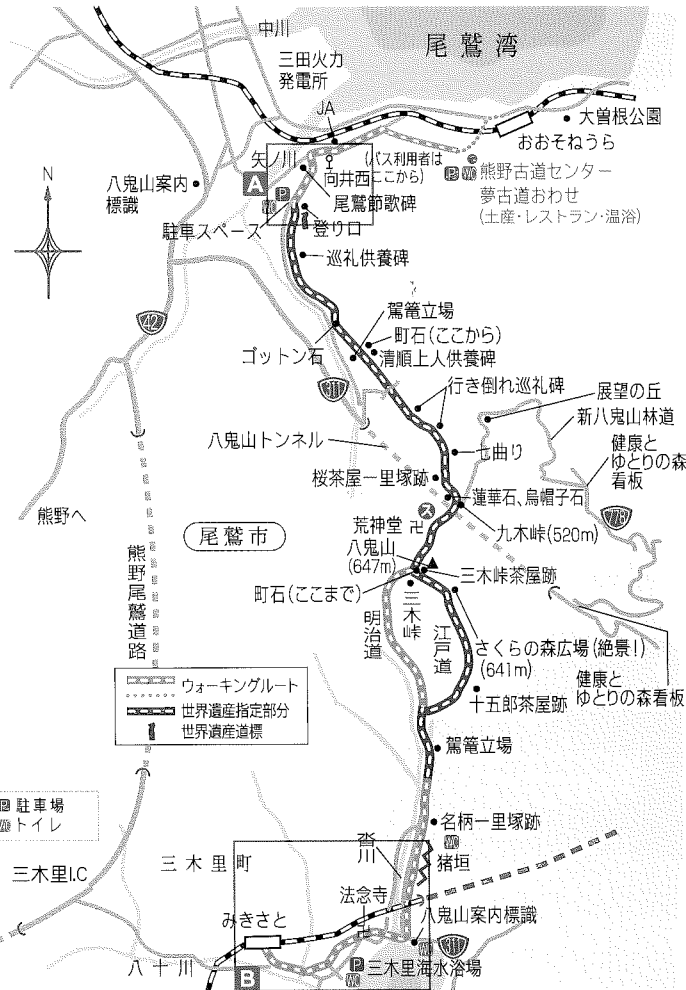 中川
三田火力
発電所
尾鷲湾
JA
大曽根公園
おおそねうら
矢ノ川
(バス利用者は
ここから)
向井西
P WC 熊野古道センター
夢古道おわせ
(土産・レストラン・温浴)
八鬼山案内
標識
A
P
WC
尾鷲節歌碑
駐車スペース
登り口
N
巡礼供養碑
駕篭立場
町石(ここから)
清順上人供養碑
42
ゴットン石
311
行き倒れ巡礼碑
展望の丘
新八鬼山林道
八鬼山トンネル
七曲り
健康と
ゆとりの森
看板
桜茶屋一里塚跡
蓮華石、烏帽子石
778
熊野へ
尾鷲市
荒神堂
九木峠(520m)
八鬼山
(647m)
三木峠茶屋跡
町石(ここまで)
三木峠
熊野尾鷲道路
明治道
江戸道
さくらの森広場(絶景!)
(641m)
健康と
ゆとりの森看板
十五郎茶屋跡
ウォーキングルート
世界遺産指定部分
世界遺産道標
駕篭立場
P 駐車場
WC トイレ
名柄一里塚跡
WC
沓川
猪垣
三木里I.C
三木里町
法念寺
みきさと
八鬼山案内標識
WC
311
八十川
B
P
WC
三木里海水浴場